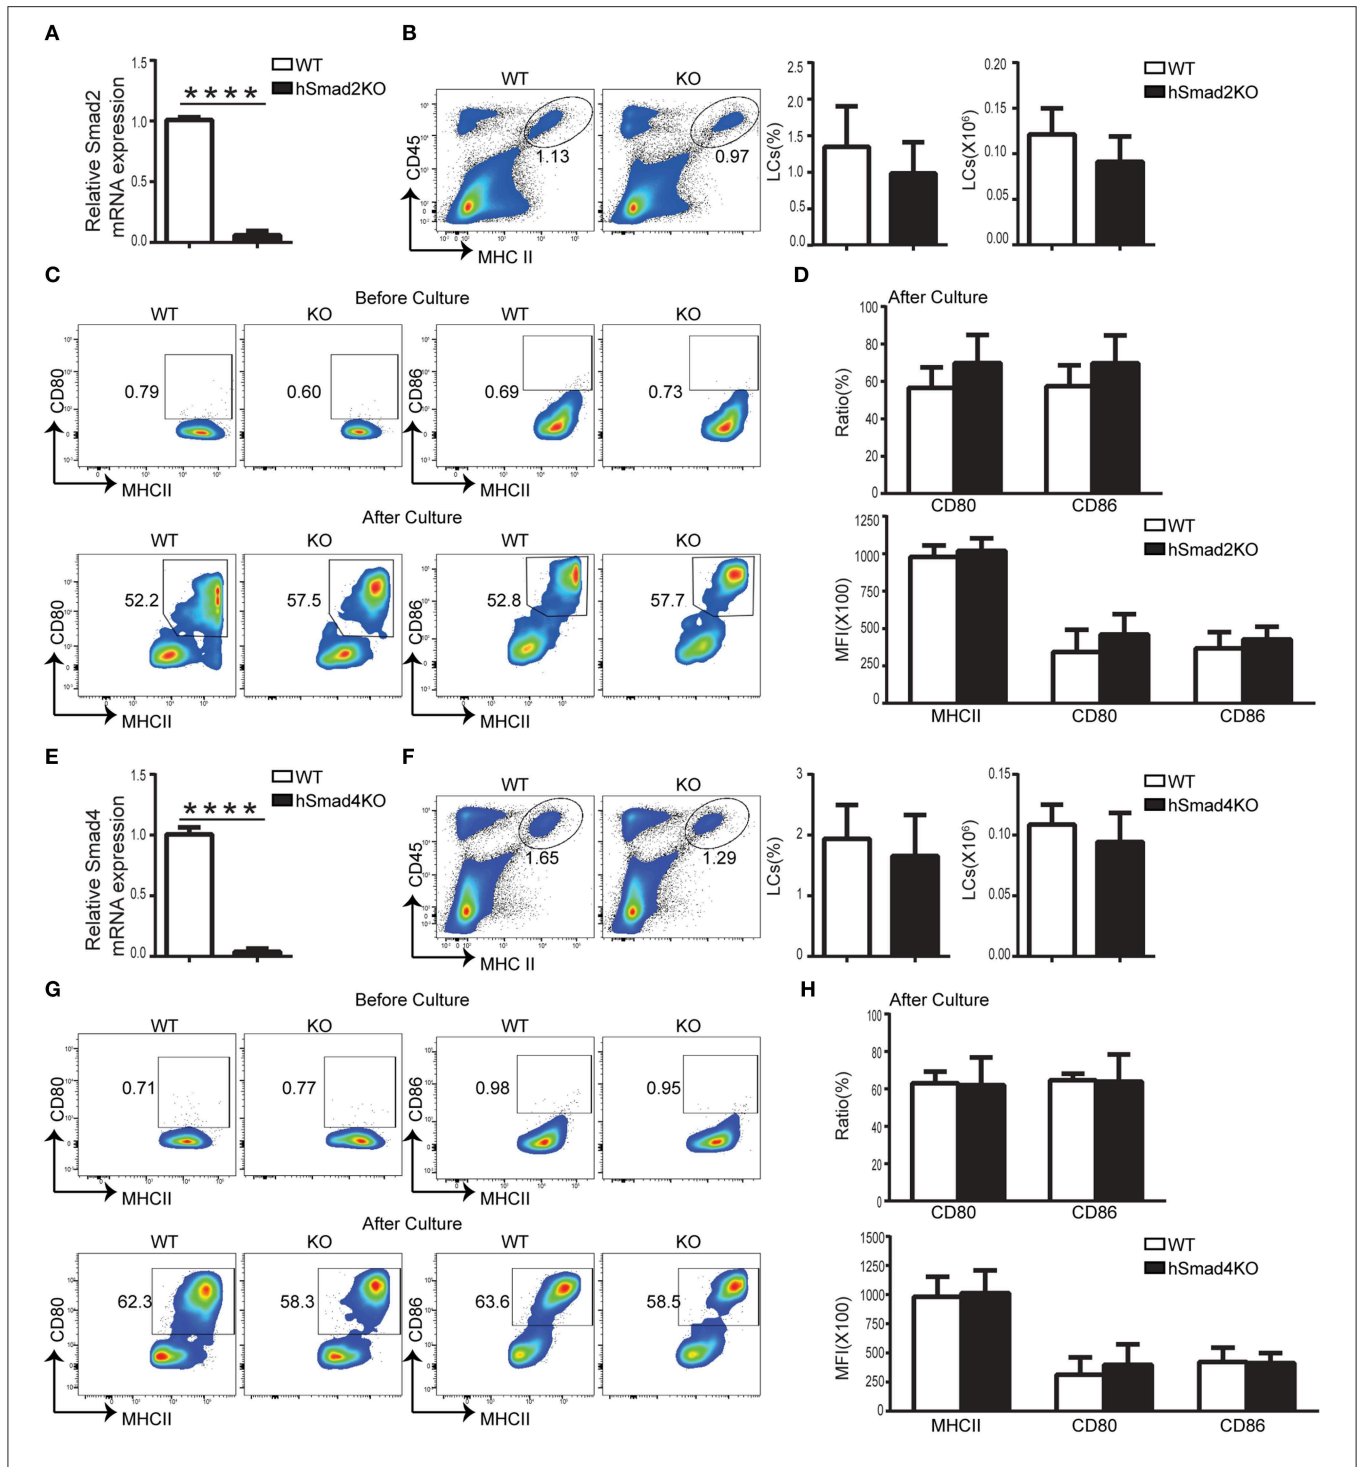 A
Relative Smad2
mRNA expression
1.5
1.0
0.5
0.0
****
WT
hSmad2KO
B
WT
KO
CD45
MHC II
1.13
0.97
LCs(%)
2.5
2.0
1.5
1.0
0.5
0.0
LCs(X10⁶)
0.20
0.15
0.10
0.05
0.00
WT
hSmad2KO
C
Before Culture
WT
KO
WT
KO
CD80
0.79
0.60
MHCII
CD86
0.69
0.73
MHCII
After Culture
WT
KO
WT
KO
CD80
52.2
57.5
MHCII
CD86
52.8
57.7
MHCII
D
After Culture
Ratio(%)
100
80
60
40
20
0
CD80
CD86
MFI(X100)
1250
1000
750
500
250
0
WT
hSmad2KO
MHCII
CD80
CD86
E
Relative Smad4
mRNA expression
1.5
1.0
0.5
0.0
****
WT
hSmad4KO
F
WT
KO
CD45
MHC II
1.65
1.29
LCs(%)
3
2
1
0
LCs(X10⁶)
0.15
0.10
0.05
0.00
WT
hSmad4KO
G
Before Culture
WT
KO
WT
KO
CD80
0.71
0.77
MHCII
CD86
0.98
0.95
MHCII
After Culture
WT
KO
WT
KO
CD80
62.3
58.3
MHCII
CD86
63.6
58.5
MHCII
H
After Culture
Ratio(%)
100
80
60
40
20
0
CD80
CD86
MFI(X100)
1500
1250
1000
750
500
250
0
WT
hSmad4KO
MHCII
CD80
CD86